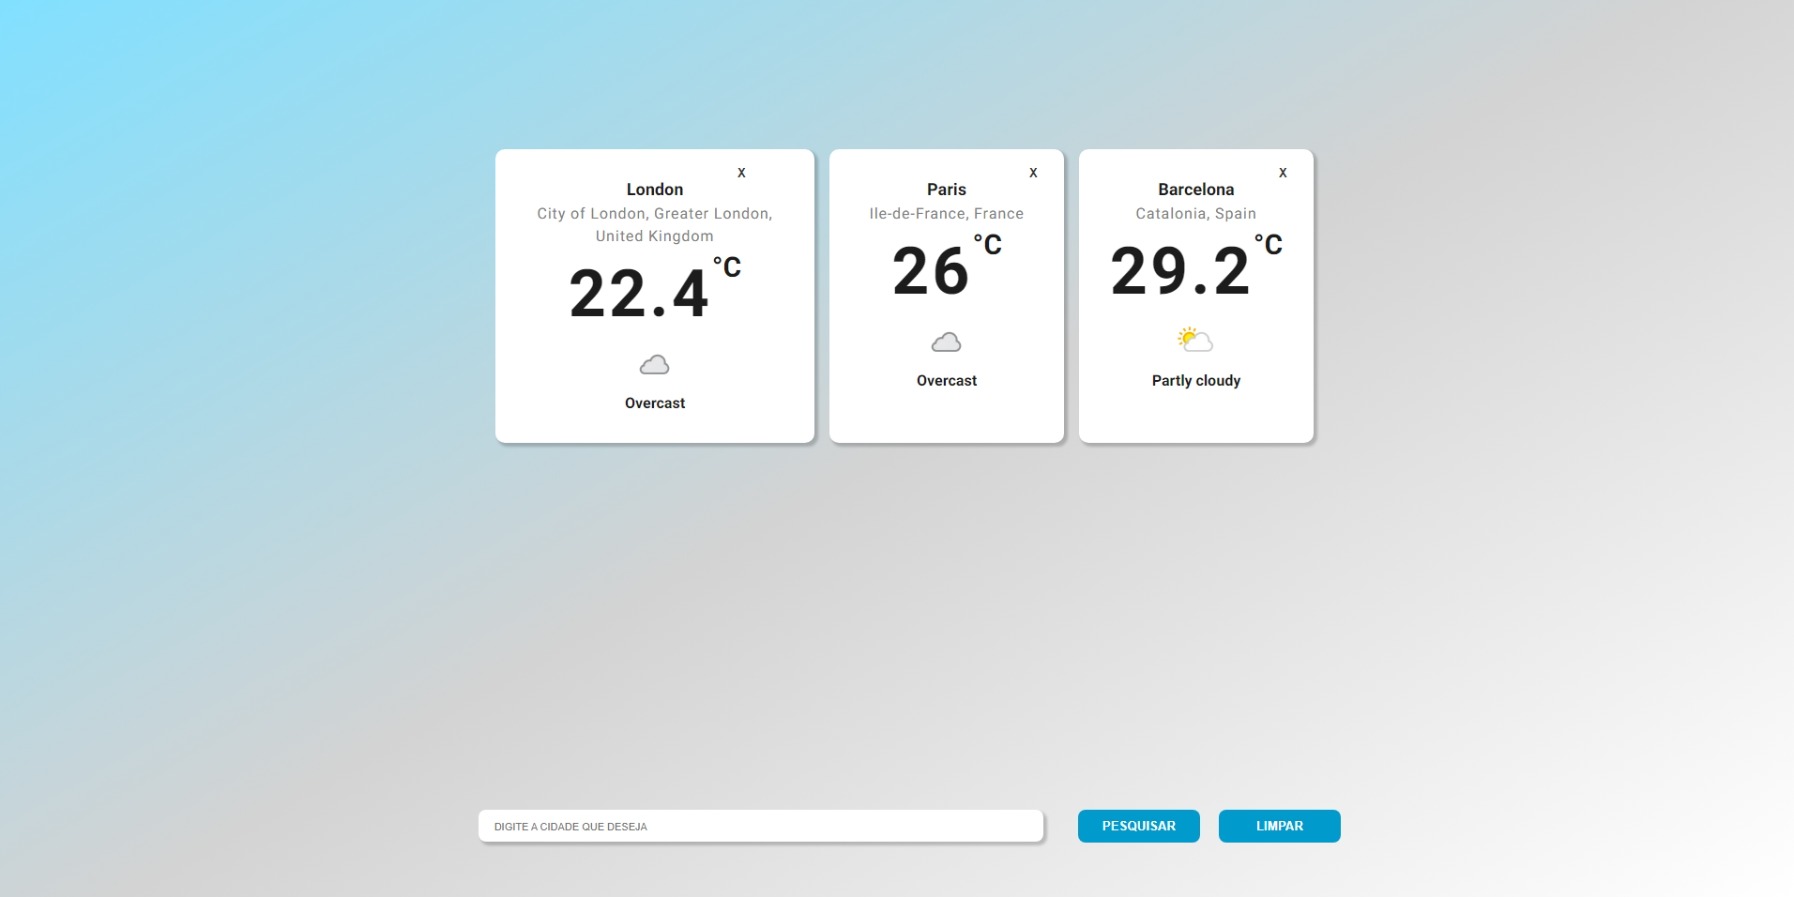 X
London
City of London, Greater London,
United Kingdom
22.4 °C
Overcast
X
Paris
Ile-de-France, France
26 °C
Overcast
X
Barcelona
Catalonia, Spain
29.2 °C
Partly cloudy
DIGITE A CIDADE QUE DESEJA
PESQUISAR
LIMPAR